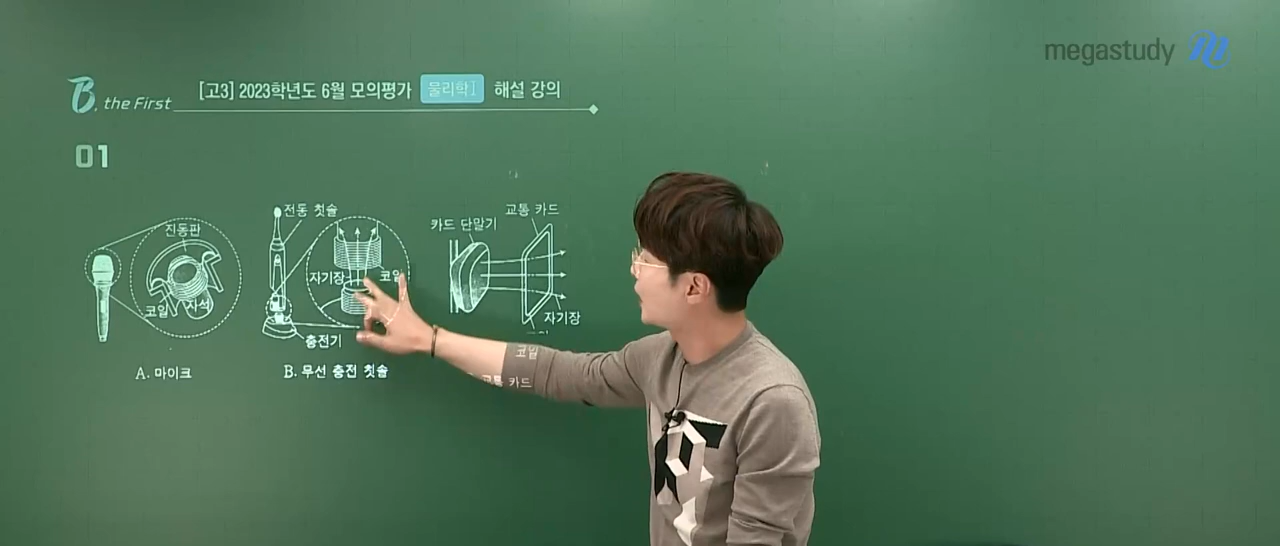 megastudy
B. the First
[고3] 2023학년도 6월 모의평가 물리학 I 해설 강의
01
진동판
코일
자석
A. 마이크
전동 칫솔
자기장
코일
충전기
B. 무선 충전 칫솔
카드 단말기
교통 카드
자기장
코일
교통 카드